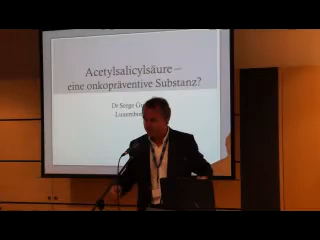 Acetylsalicylsäure –
eine onkopräventive Substanz?
Dr Serge